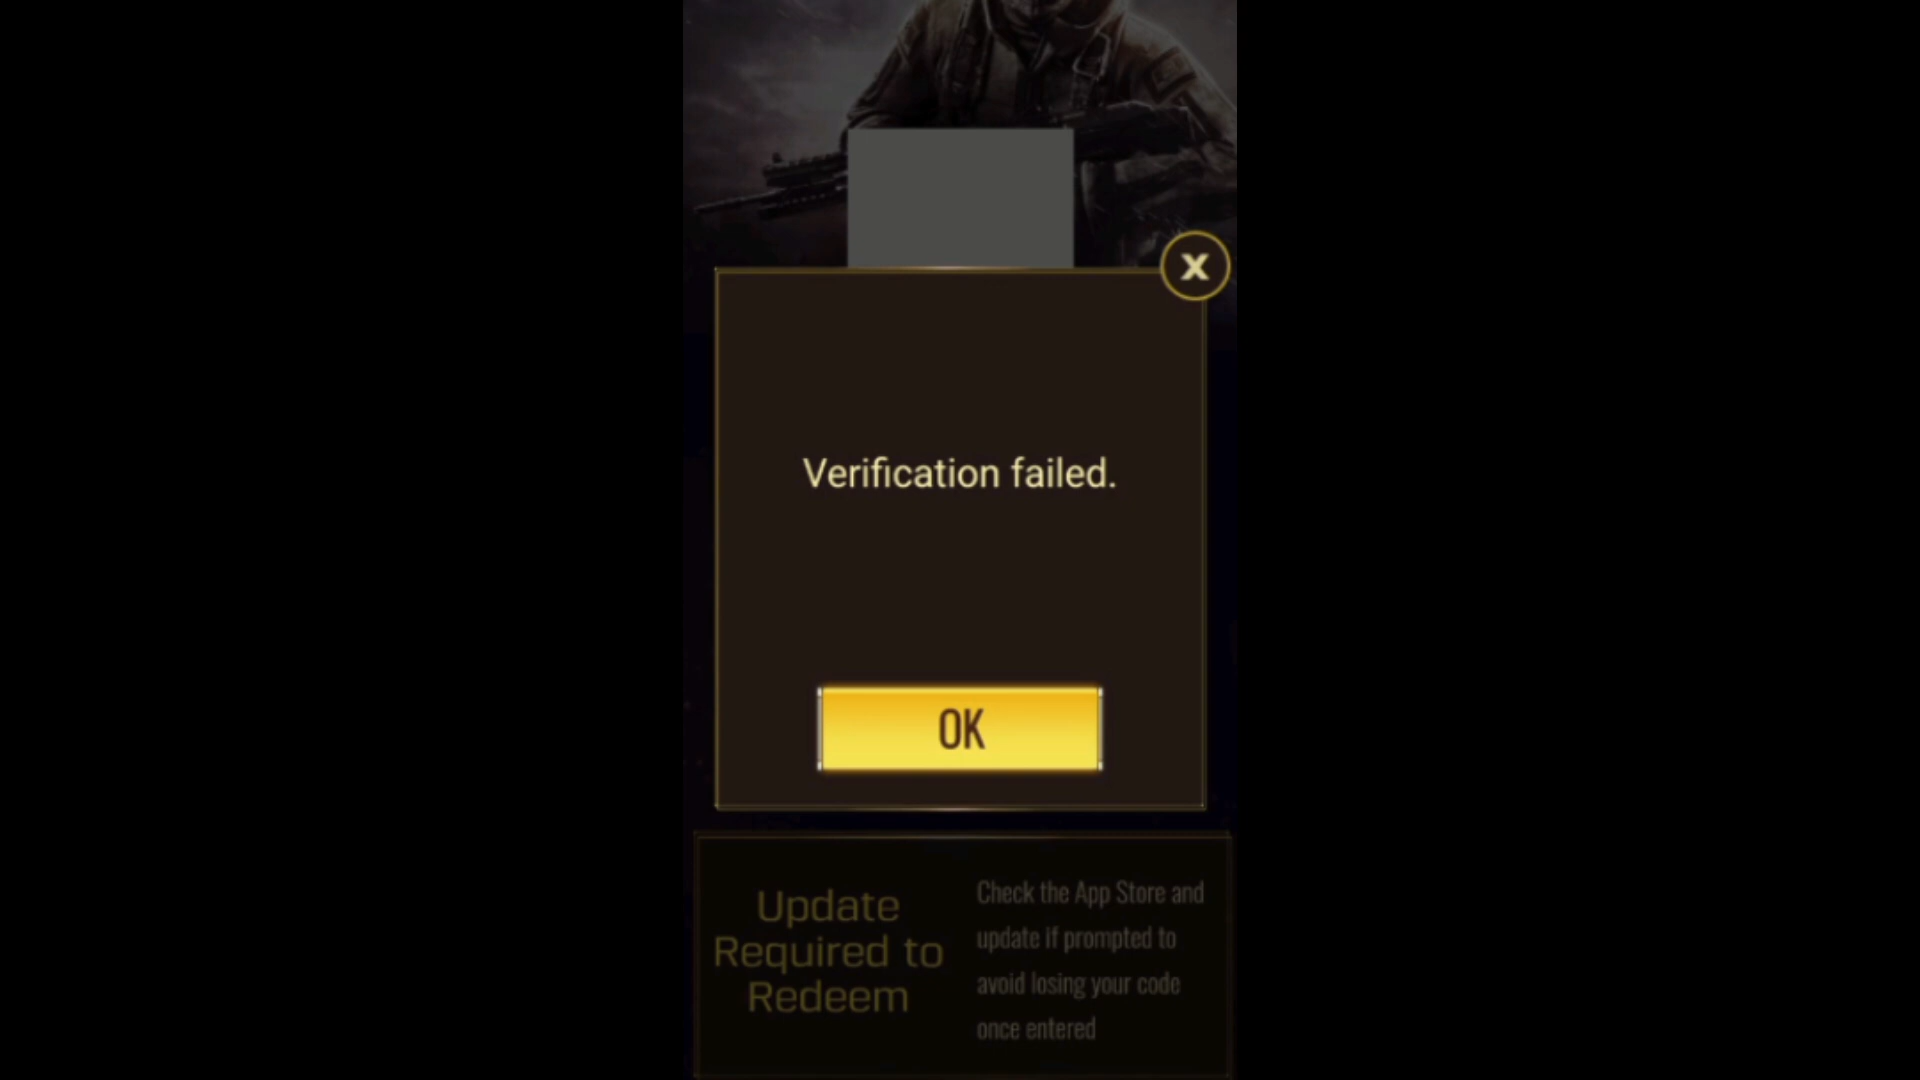 X
Verification failed.
OK
Update
Required to
Redeem
Check the App Store and
update if prompted to
avoid losing your code
once entered